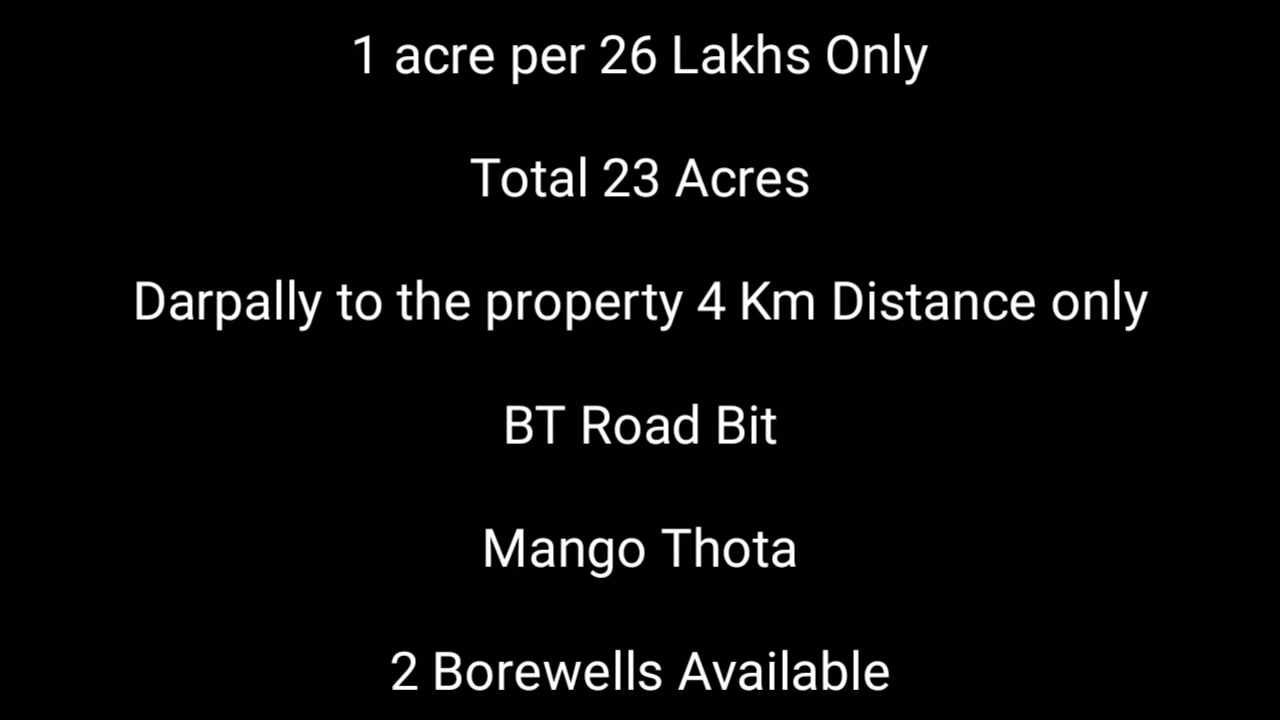 1 acre per 26 Lakhs Only
Total 23 Acres
Darpally to the property 4 Km Distance only
BT Road Bit
Mango Thota
2 Borewells Available